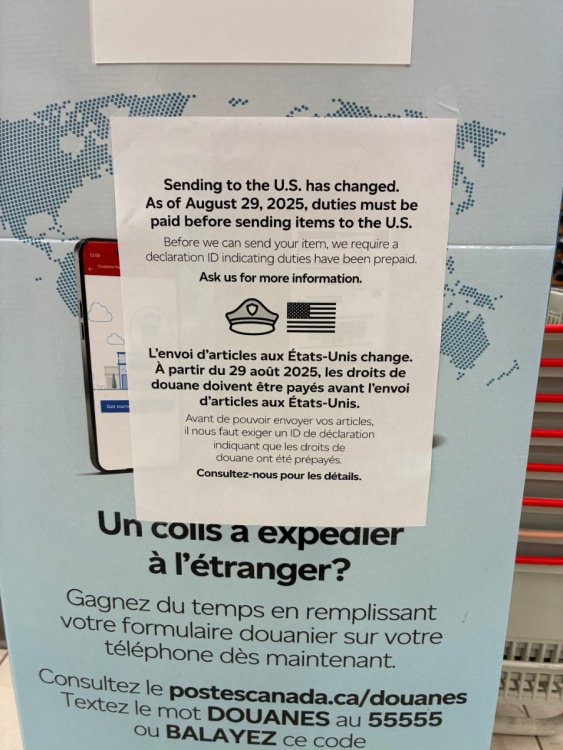 Sending to the U.S. has changed.
As of August 29, 2025, duties must be
paid before sending items to the U.S.
Before we can send your item, we require a
declaration ID indicating duties have been prepaid.
Ask us for more information.
L'envoi d'articles aux États-Unis change.
À partir du 29 août 2025, les droits de
douane doivent être payés avant l'envoi
d'articles aux États-Unis.
Avant de pouvoir envoyer vos articles,
il nous faut exiger un ID de déclaration
indiquant que les droits de
douane ont été prépayés.
Consultez-nous pour les détails.
Un colis à expédier
à l'étranger?
Gagnez du temps en remplissant
votre formulaire douanier sur votre
téléphone dès maintenant.
Consultez le postescanada.ca/douanes
Textez le mot DOUANES au 55555
ou BALAYEZ ce code